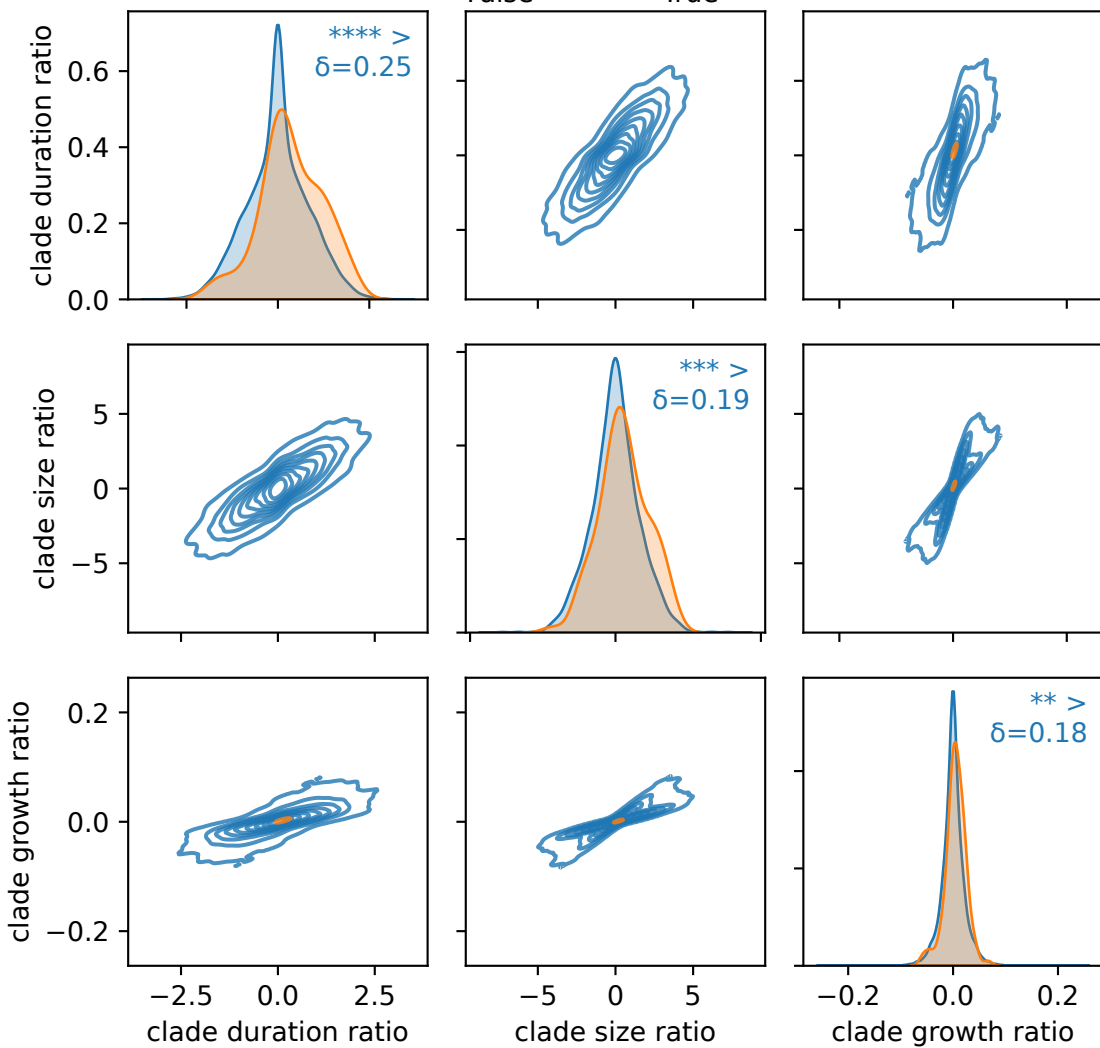 **** >
δ=0.25
clade duration ratio
0.6
0.4
0.2
0.0
*** >
δ=0.19
clade size ratio
5
0
−5
** >
δ=0.18
clade growth ratio
0.2
0.0
−0.2
−2.5 0.0 2.5 −5 0 5 −0.2 0.0 0.2
clade duration ratio clade size ratio clade growth ratio